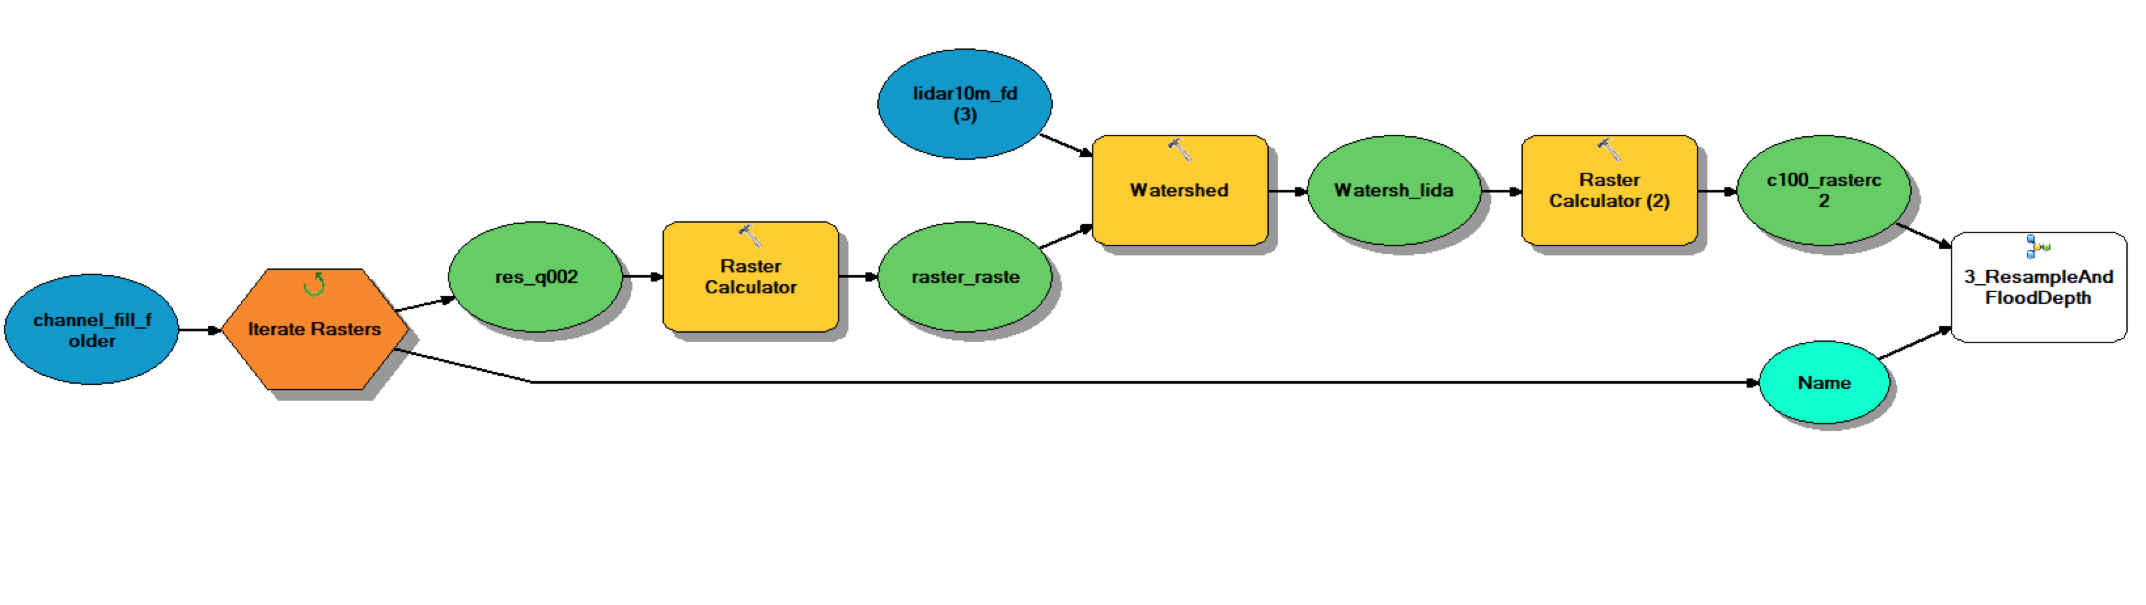 channel_fill_f
older
Iterate Rasters
res_q002
Raster
Calculator
raster_raste
lidar10m_fd
(3)
Watershed
Watersh_lida
Raster
Calculator (2)
c100_rasterc
2
Name
3_ResampleAnd
FloodDepth